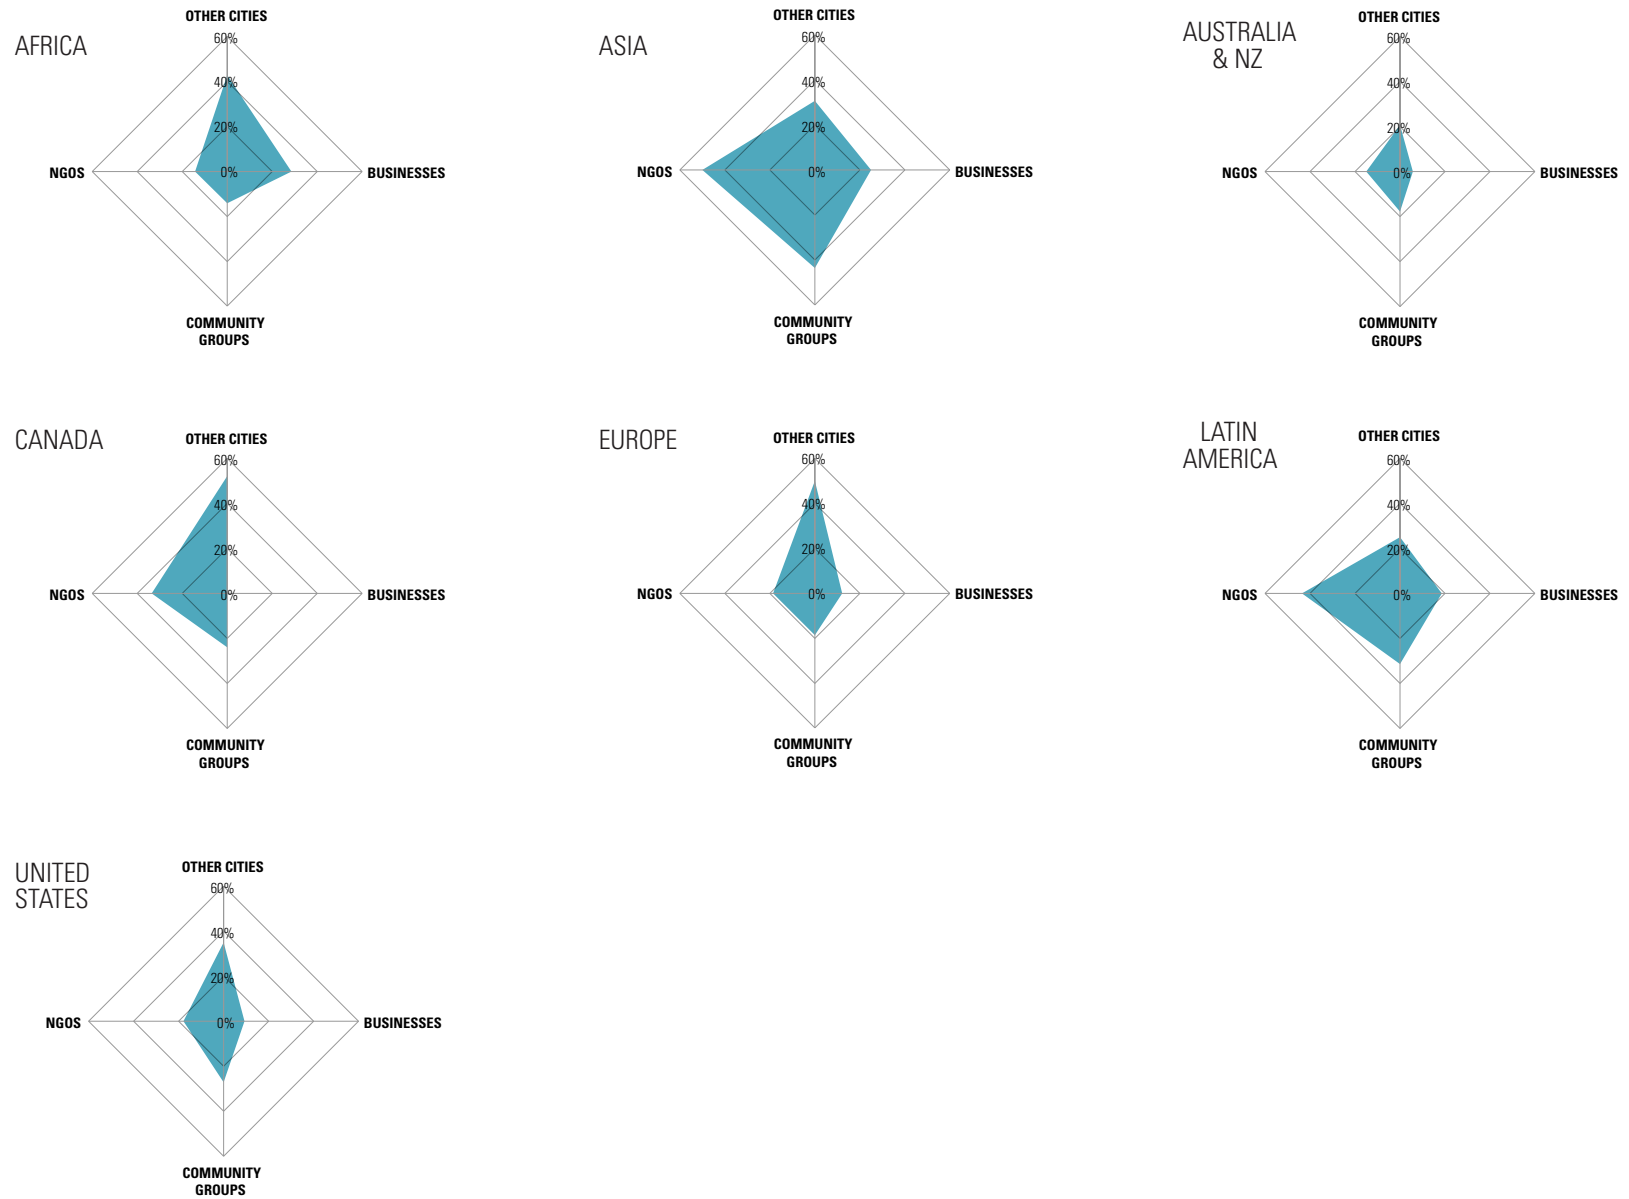 AFRICA
OTHER CITIES
60%
40%
20%
0%
NGOS
BUSINESSES
COMMUNITY
GROUPS
ASIA
OTHER CITIES
60%
40%
20%
0%
NGOS
BUSINESSES
COMMUNITY
GROUPS
AUSTRALIA
& NZ
OTHER CITIES
60%
40%
20%
0%
NGOS
BUSINESSES
COMMUNITY
GROUPS
CANADA
OTHER CITIES
60%
40%
20%
0%
NGOS
BUSINESSES
COMMUNITY
GROUPS
EUROPE
OTHER CITIES
60%
40%
20%
0%
NGOS
BUSINESSES
COMMUNITY
GROUPS
LATIN
AMERICA
OTHER CITIES
60%
40%
20%
0%
NGOS
BUSINESSES
COMMUNITY
GROUPS
UNITED
STATES
OTHER CITIES
60%
40%
20%
0%
NGOS
BUSINESSES
COMMUNITY
GROUPS